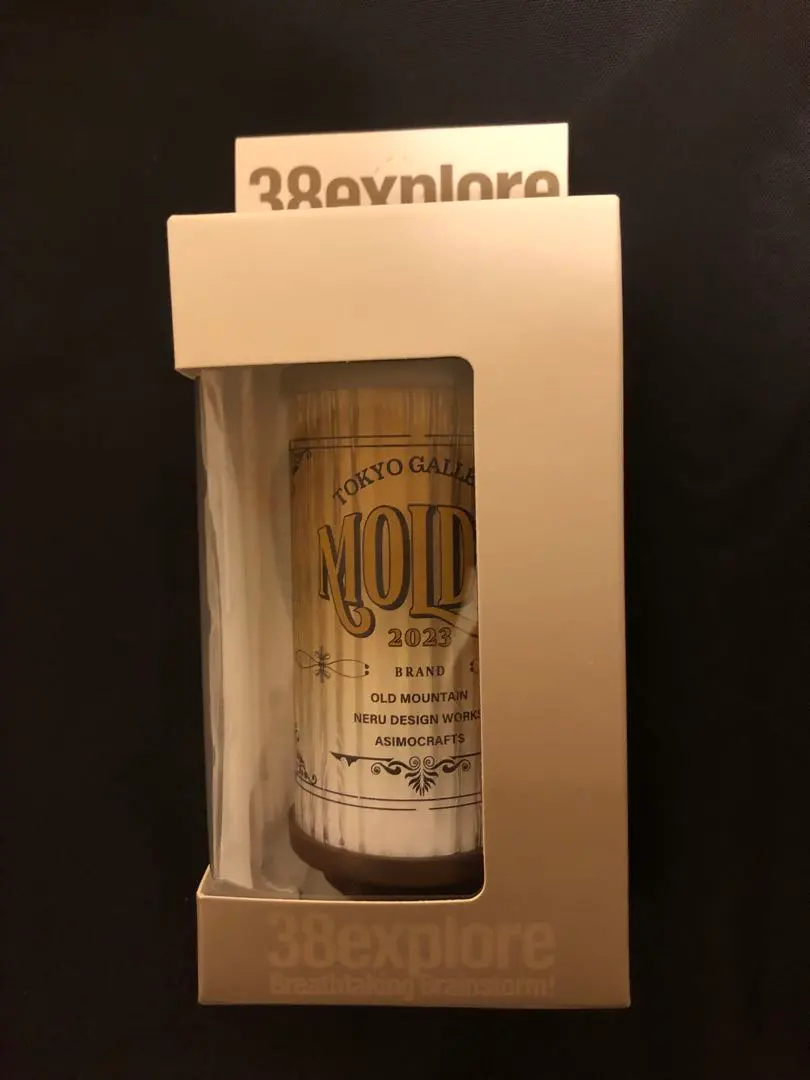 38explore
TOKYO GALLE
MOLD
2023
BRAND
OLD MOUNTAIN
NERU DESIGN WORKS
ASIMOCRAFTS
38explore
Breathtaking Brainstorm!